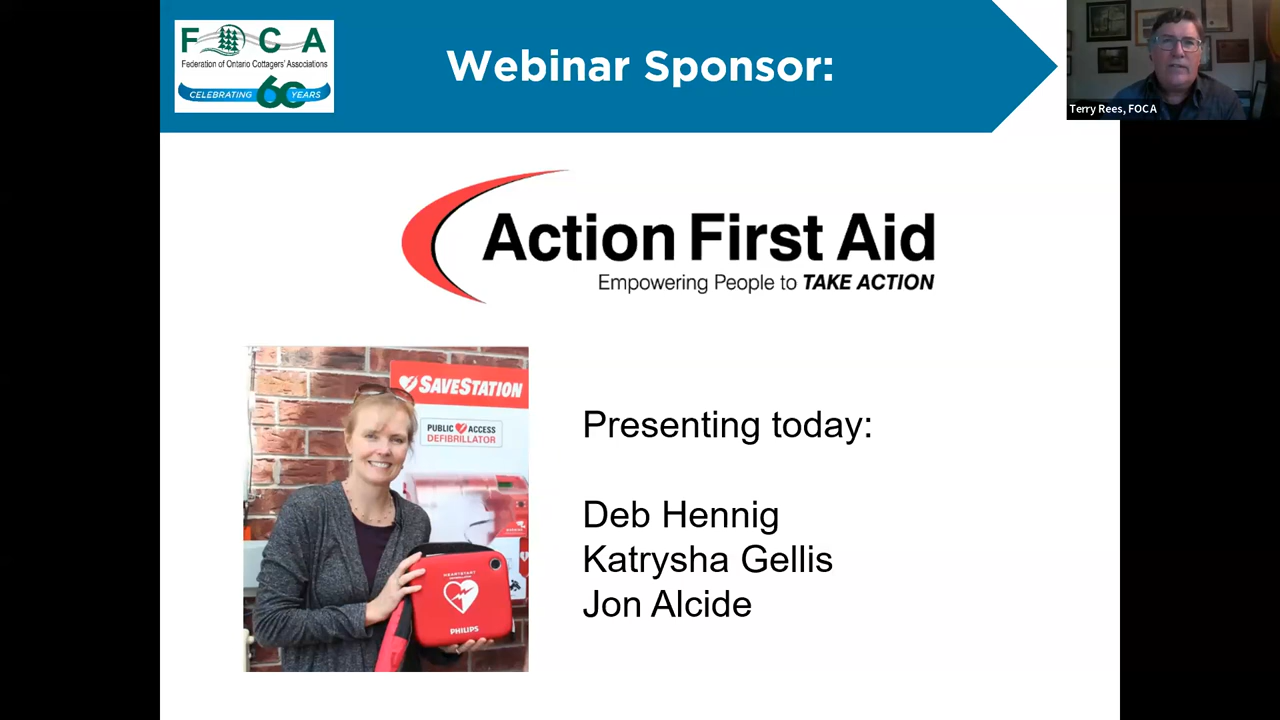 FOCA
Federation of Ontario Cottagers' Associations
CELEBRATING 60 YEARS
Webinar Sponsor:
Terry Rees, FOCA
Action First Aid
Empowering People to TAKE ACTION
SAVESTATION
PUBLIC ACCESS
DEFIBRILLATOR
HEARTSTART
PHILIPS
Presenting today:
Deb Hennig
Katrysha Gellis
Jon Alcide